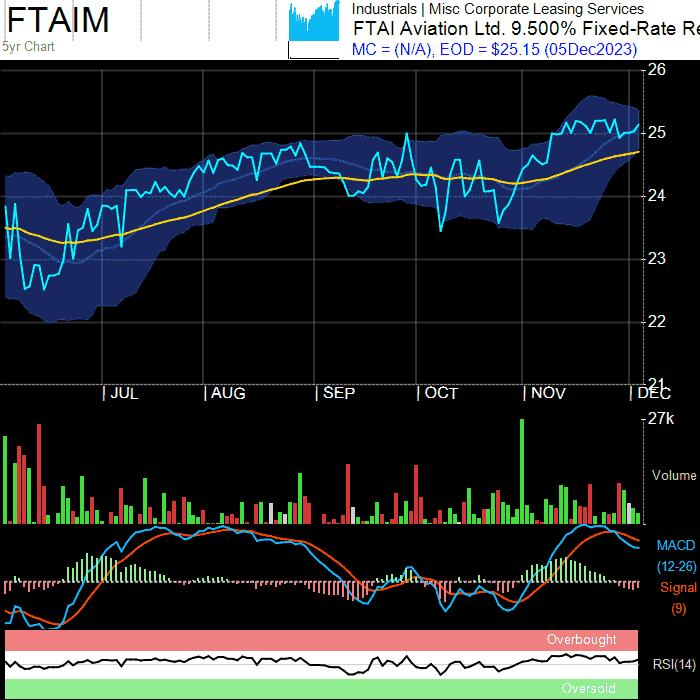 FTAIM
5yr Chart
Industrials | Misc Corporate Leasing Services
FTAI Aviation Ltd. 9.500% Fixed-Rate Re
MC = (N/A), EOD = $25.15 (05Dec2023)
26
25
24
23
22
21
| JUL
| AUG
| SEP
| OCT
| NOV
| DEC
27k
Volume
MACD
(12-26)
Signal
(9)
Overbought
RSI(14)
Oversold